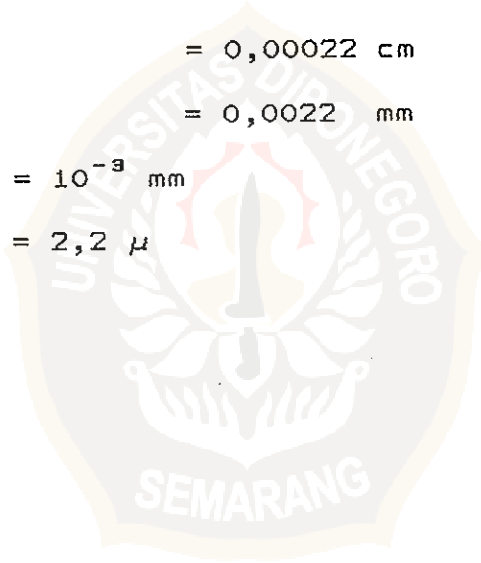 = 0,00022 cm
= 0,0022 mm
= 10⁻³ mm
= 2,2 μ
UNIVERSITAS DIPONEGORO
SEMARANG